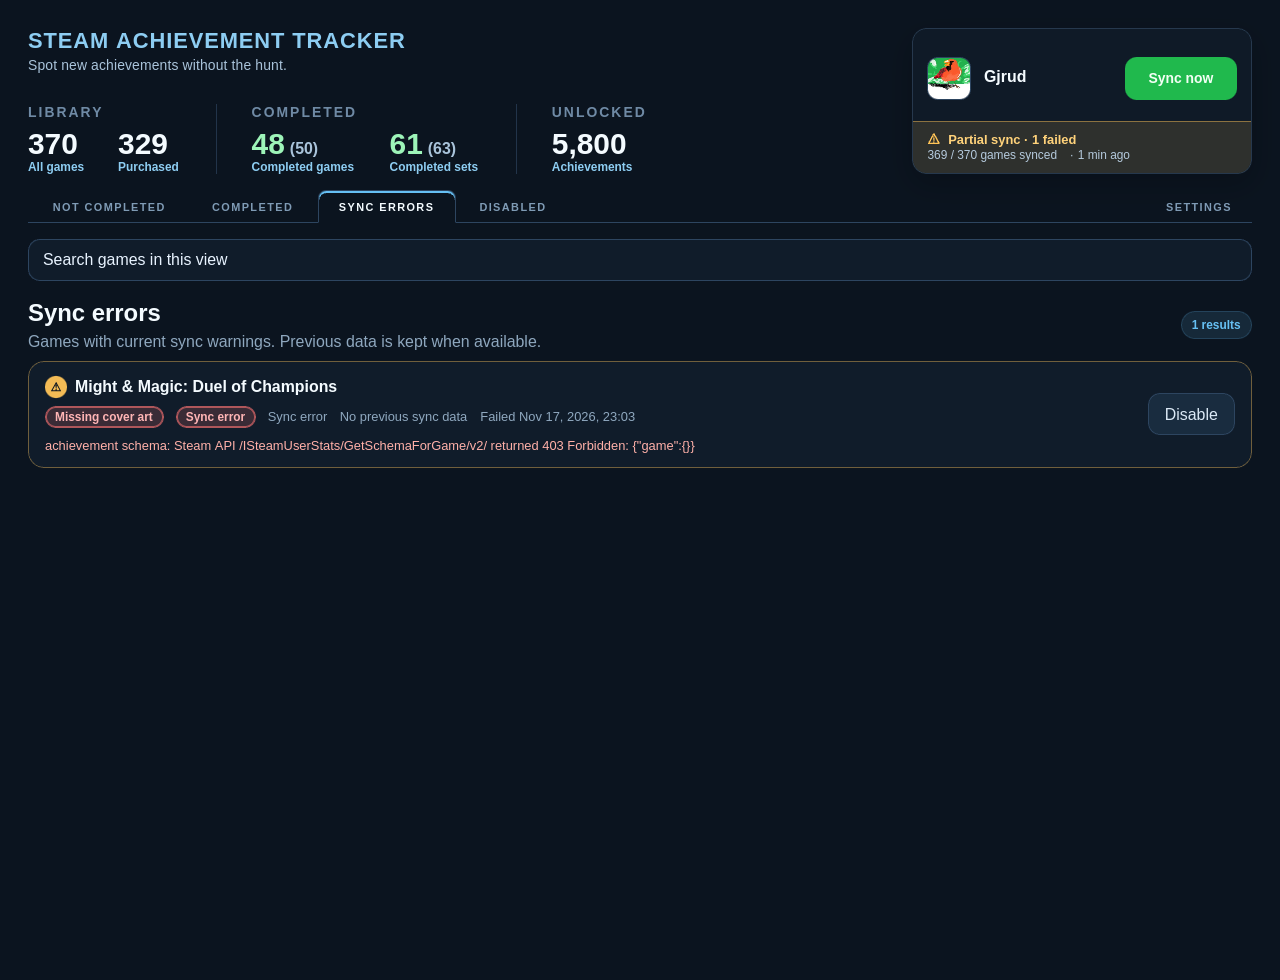 STEAM ACHIEVEMENT TRACKER
Spot new achievements without the hunt.
Gjrud
Sync now
Partial sync · 1 failed
369 / 370 games synced · 1 min ago
LIBRARY
370 329
All games Purchased
COMPLETED
48 (50) 61 (63)
Completed games Completed sets
UNLOCKED
5,800
Achievements
NOT COMPLETED COMPLETED SYNC ERRORS DISABLED SETTINGS
Search games in this view
Sync errors
Games with current sync warnings. Previous data is kept when available.
1 results
Might & Magic: Duel of Champions
Missing cover art Sync error Sync error No previous sync data Failed Nov 17, 2026, 23:03
achievement schema: Steam API /ISteamUserStats/GetSchemaForGame/v2/ returned 403 Forbidden: {"game":{}}
Disable